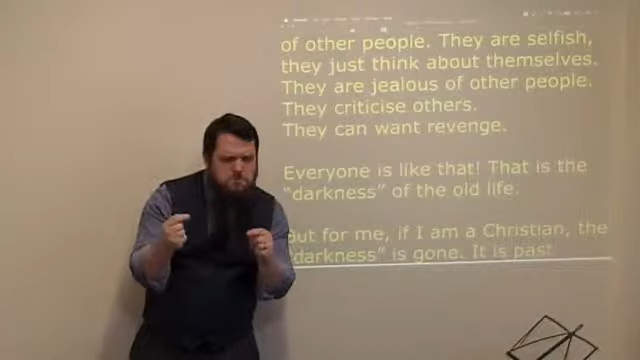 of other people. They are selfish,
they just think about themselves.
They are jealous of other people.
They criticise others.
They can want revenge.
Everyone is like that! That is the
"darkness" of the old life.
But for me, if I am a Christian, the
"darkness" is gone. It is past